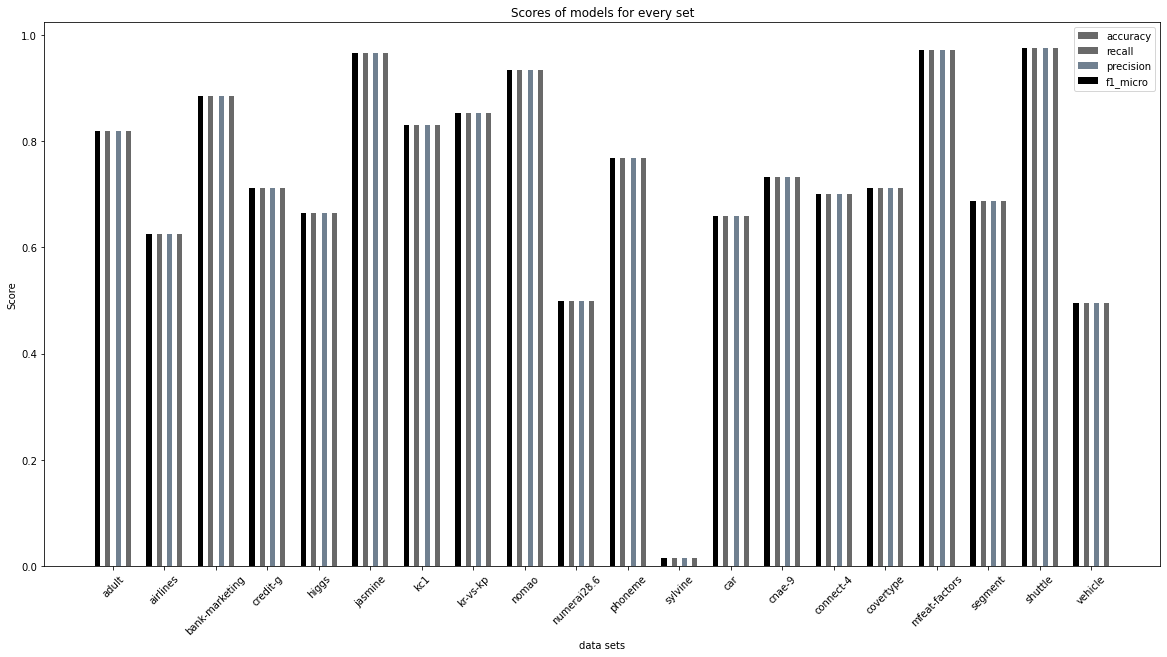 Scores of models for every set
accuracy
recall
precision
f1_micro
1.0
0.8
0.6
0.4
0.2
0.0
Score
adult
airlines
bank-marketing
credit-g
higgs
jasmine
kc1
kr-vs-kp
nomao
numerai28.6
phoneme
sylvine
car
cnae-9
connect-4
covertype
mfeat-factors
segment
shuttle
vehicle
data sets